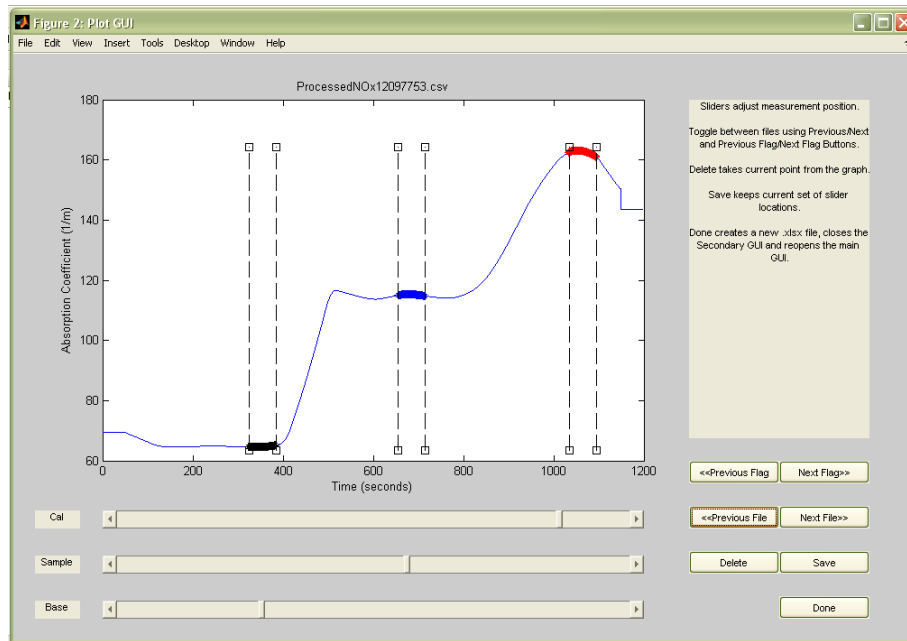 Figure 2: Plot GUI
File Edit View Insert Tools Desktop Window Help
ProcessedNOx12097753.csv
180
160
140
120
100
80
60
0 200 400 600 800 1000 1200
Absorption Coefficient (1/m)
Time (seconds)
Sliders adjust measurement position.
Toggle between files using Previous/Next
and Previous Flag/Next Flag Buttons.
Delete takes current point from the graph.
Save keeps current set of slider
locations.
Done creates a new .xlsx file, closes the
Secondary GUI and reopens the main
GUI.
<<Previous Flag Next Flag>>
Cal
<<Previous File Next File>>
Sample
Delete Save
Base
Done